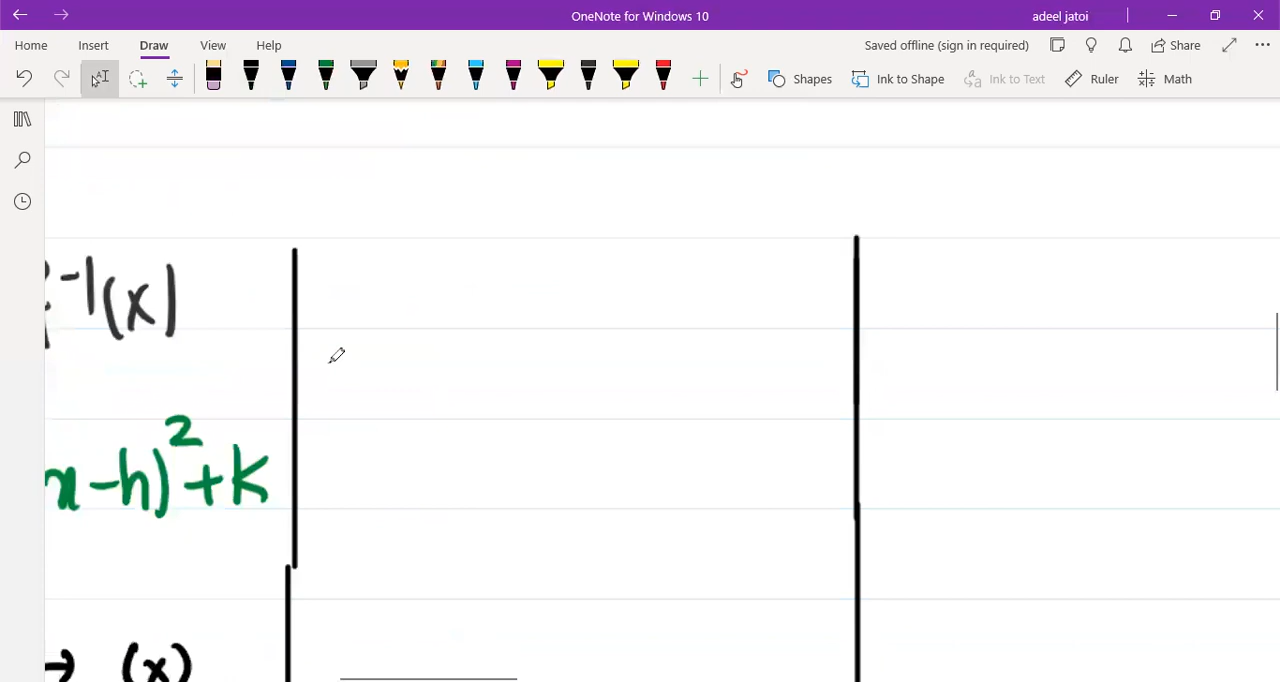 OneNote for Windows 10
adeel jatoi
Home Insert Draw View Help
Saved offline (sign in required)
Share
Ink to Shape
Shapes
Ink to Text
Ruler
Math
⁻¹(x)
x-h)²+k
→ (x)